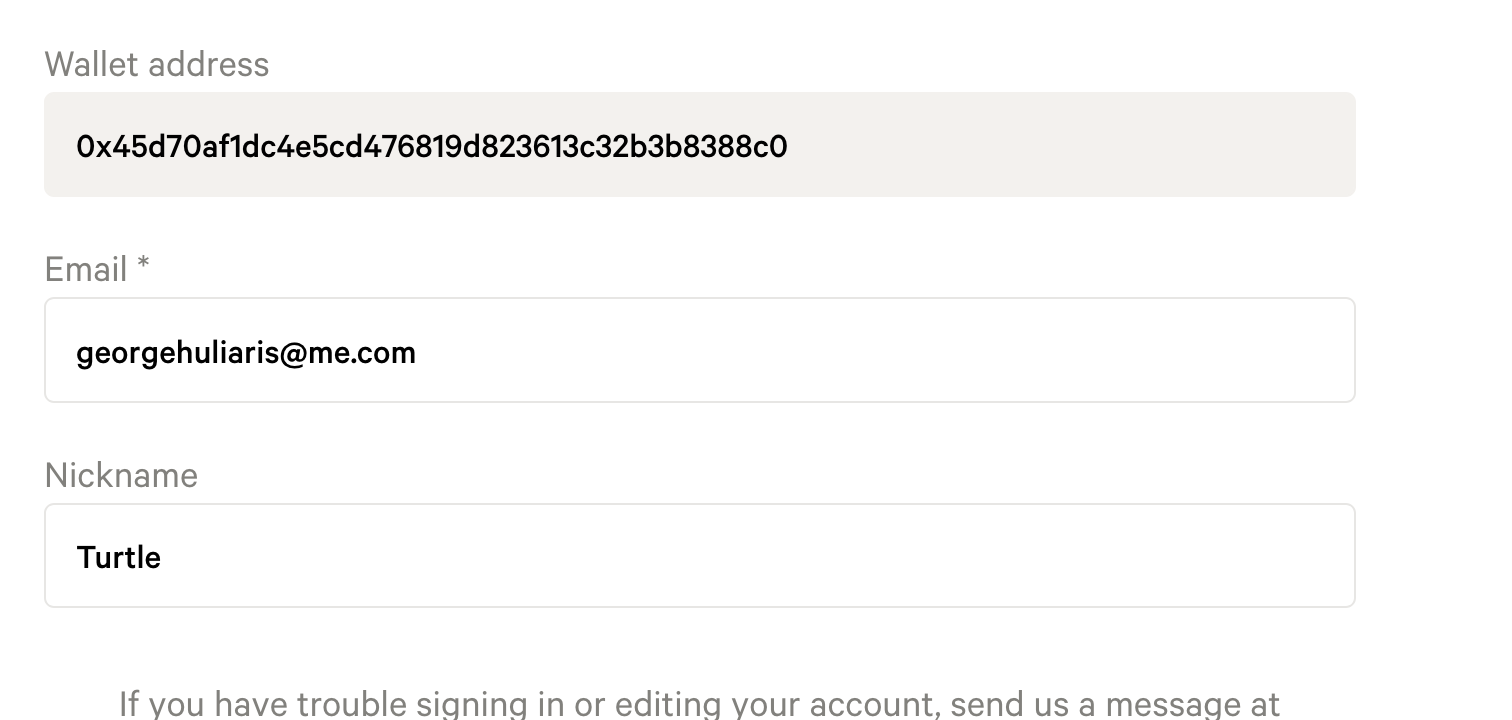 Wallet address
0x45d70af1dc4e5cd476819d823613c32b3b8388c0
Email *
georgehuliaris@me.com
Nickname
Turtle
If you have trouble signing in or editing your account, send us a message at